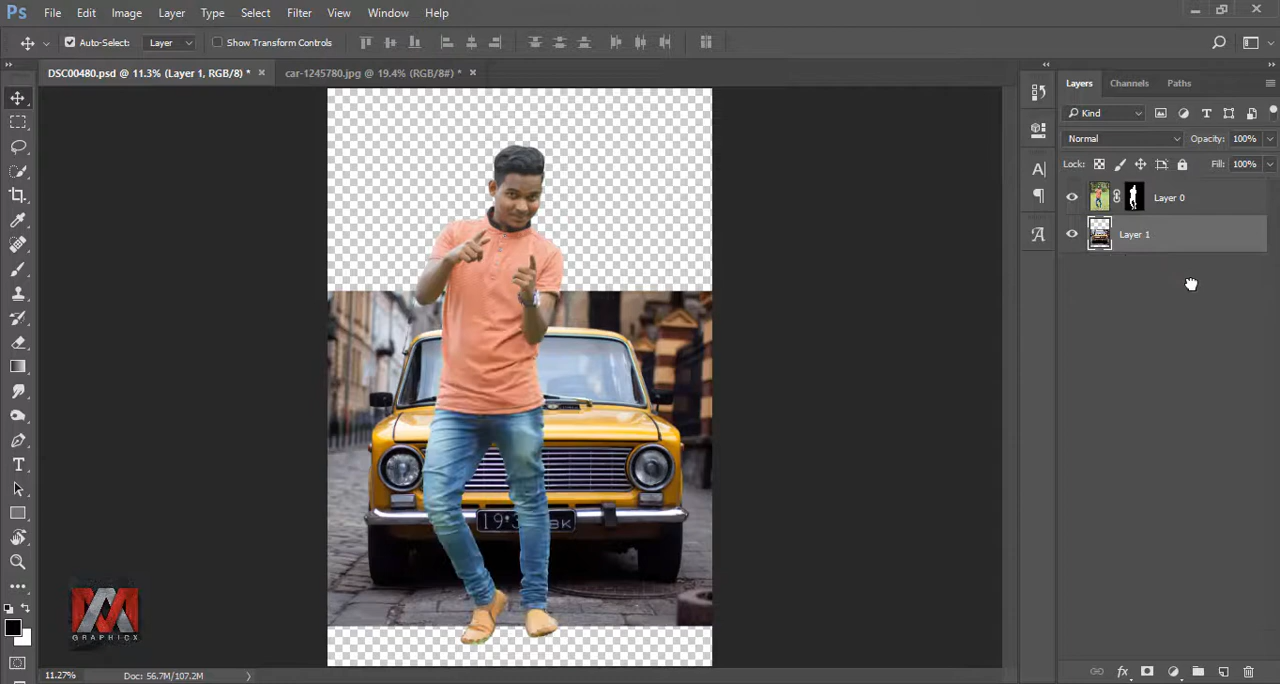 Ps File Edit Image Layer Type Select Filter View Window Help
Auto-Select: Layer Show Transform Controls
DSC00480.psd @ 11.3% (Layer 1, RGB/8) * × car-1245780.jpg @ 19.4% (RGB/8#) * ×
Layers Channels Paths
Kind
Normal Opacity: 100%
Lock: Fill: 100%
Layer 0
Layer 1
VM
GRAPHICX
11.27% Doc: 56.7M/107.2M